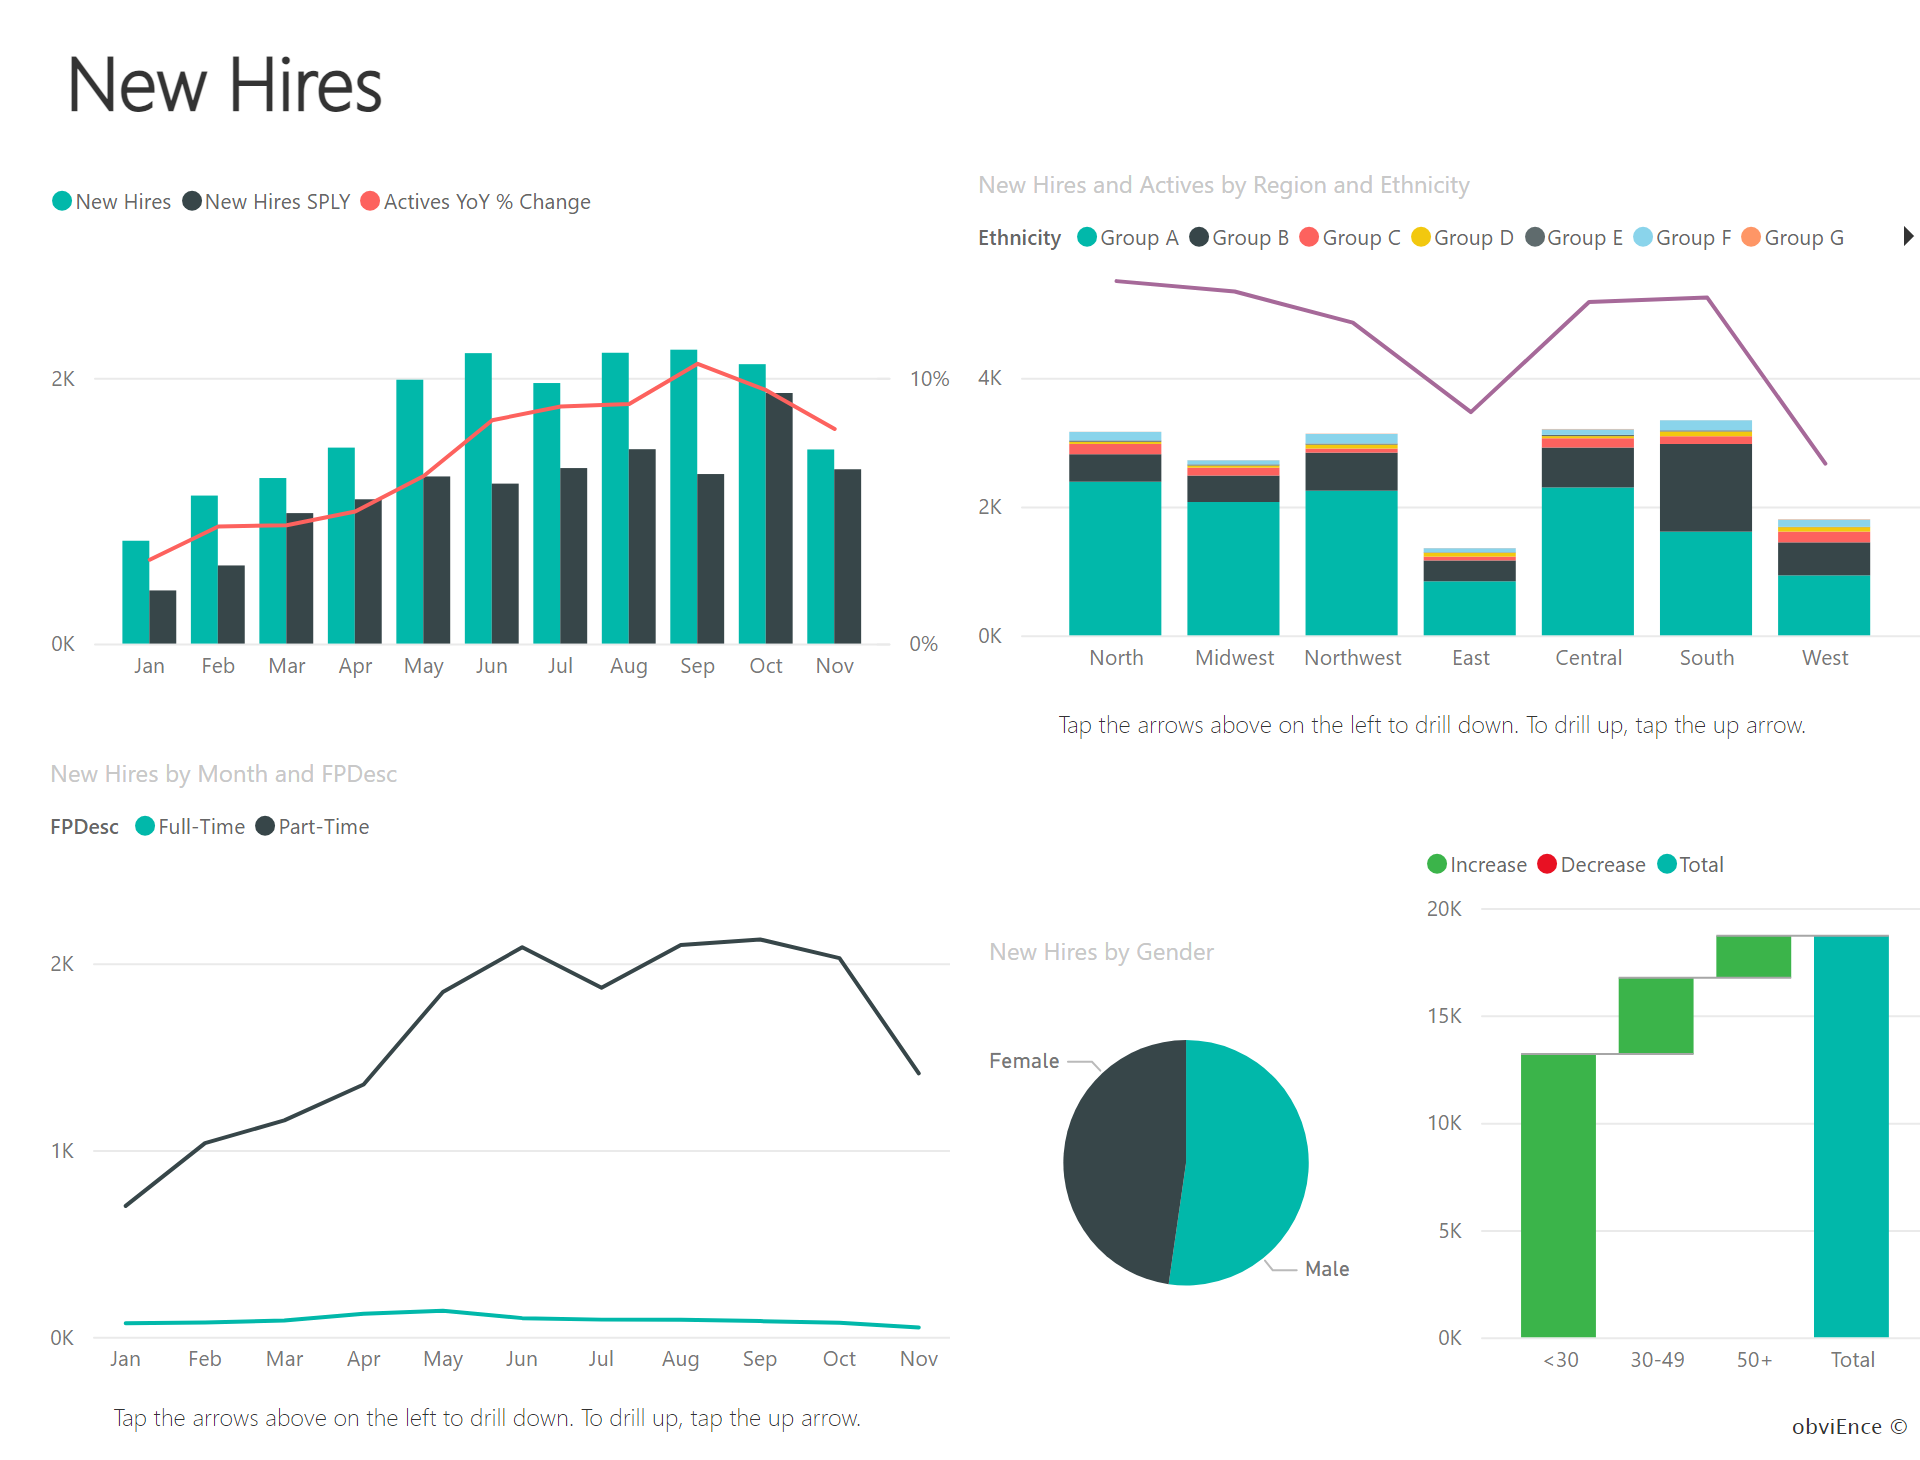 New Hires
New Hires New Hires SPLY Actives YoY % Change
2K 10%
0K 0%
Jan Feb Mar Apr May Jun Jul Aug Sep Oct Nov
New Hires and Actives by Region and Ethnicity
Ethnicity Group A Group B Group C Group D Group E Group F Group G
4K
2K
0K
North Midwest Northwest East Central South West
Tap the arrows above on the left to drill down. To drill up, tap the up arrow.
New Hires by Month and FPDesc
FPDesc Full-Time Part-Time
2K
1K
0K
Jan Feb Mar Apr May Jun Jul Aug Sep Oct Nov
Tap the arrows above on the left to drill down. To drill up, tap the up arrow.
New Hires by Gender
Female
Male
Increase Decrease Total
20K
15K
10K
5K
0K
<30 30-49 50+ Total
obviEnce ©